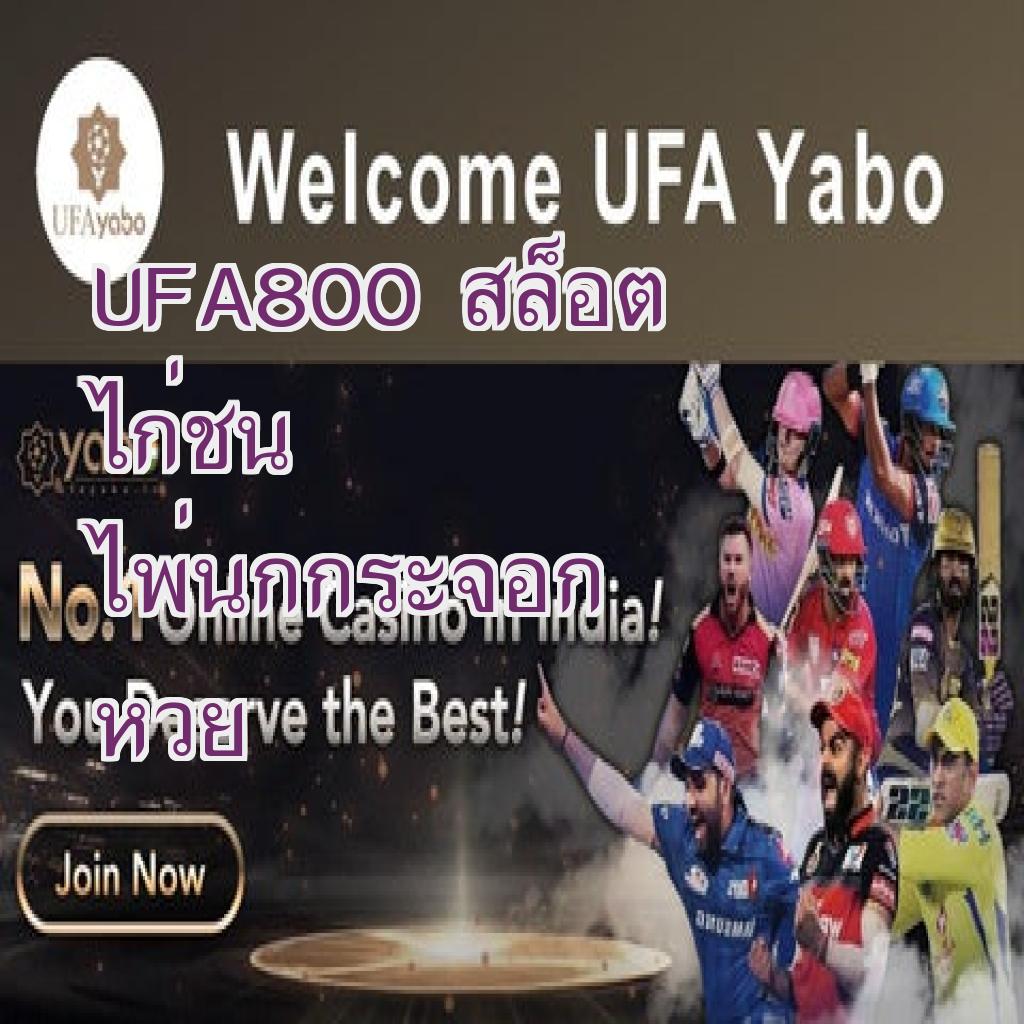 UFAyabo
Welcome UFA Yabo
UFA800 สล็อต
ไก่ชน
ไพ่นกกระจอก
No.1 Online Casino in India!
หวย
You Deserve the Best!
Join Now
22